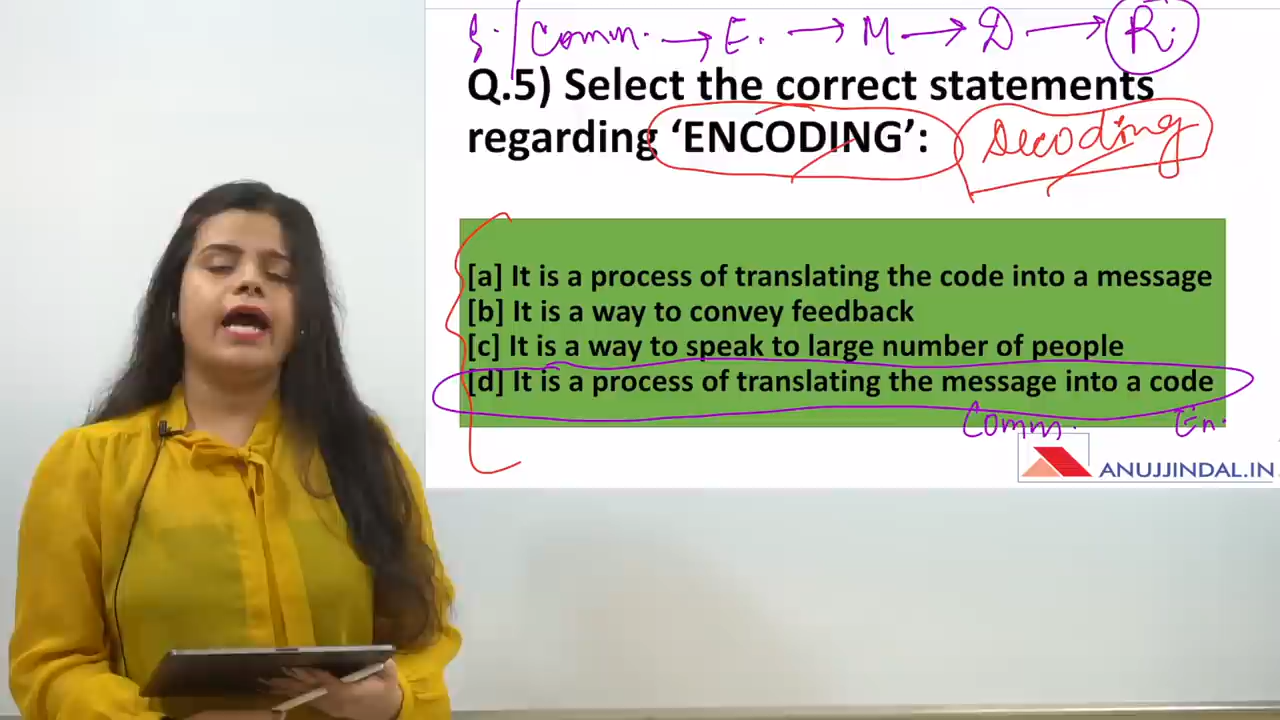 S. / Comm. → E. → M → D → R.
Q.5) Select the correct statements
regarding ‘ENCODING’: Decoding
[a] It is a process of translating the code into a message
[b] It is a way to convey feedback
[c] It is a way to speak to large number of people
[d] It is a process of translating the message into a code
Comm. En.
ANUJJINDAL.IN